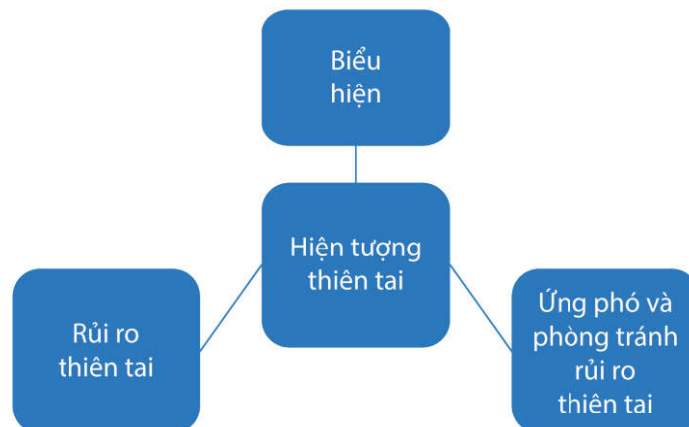 Biểu
hiện
Hiện tượng
thiên tai
Rủi ro
thiên tai
Ứng phó và
phòng tránh
rủi ro
thiên tai